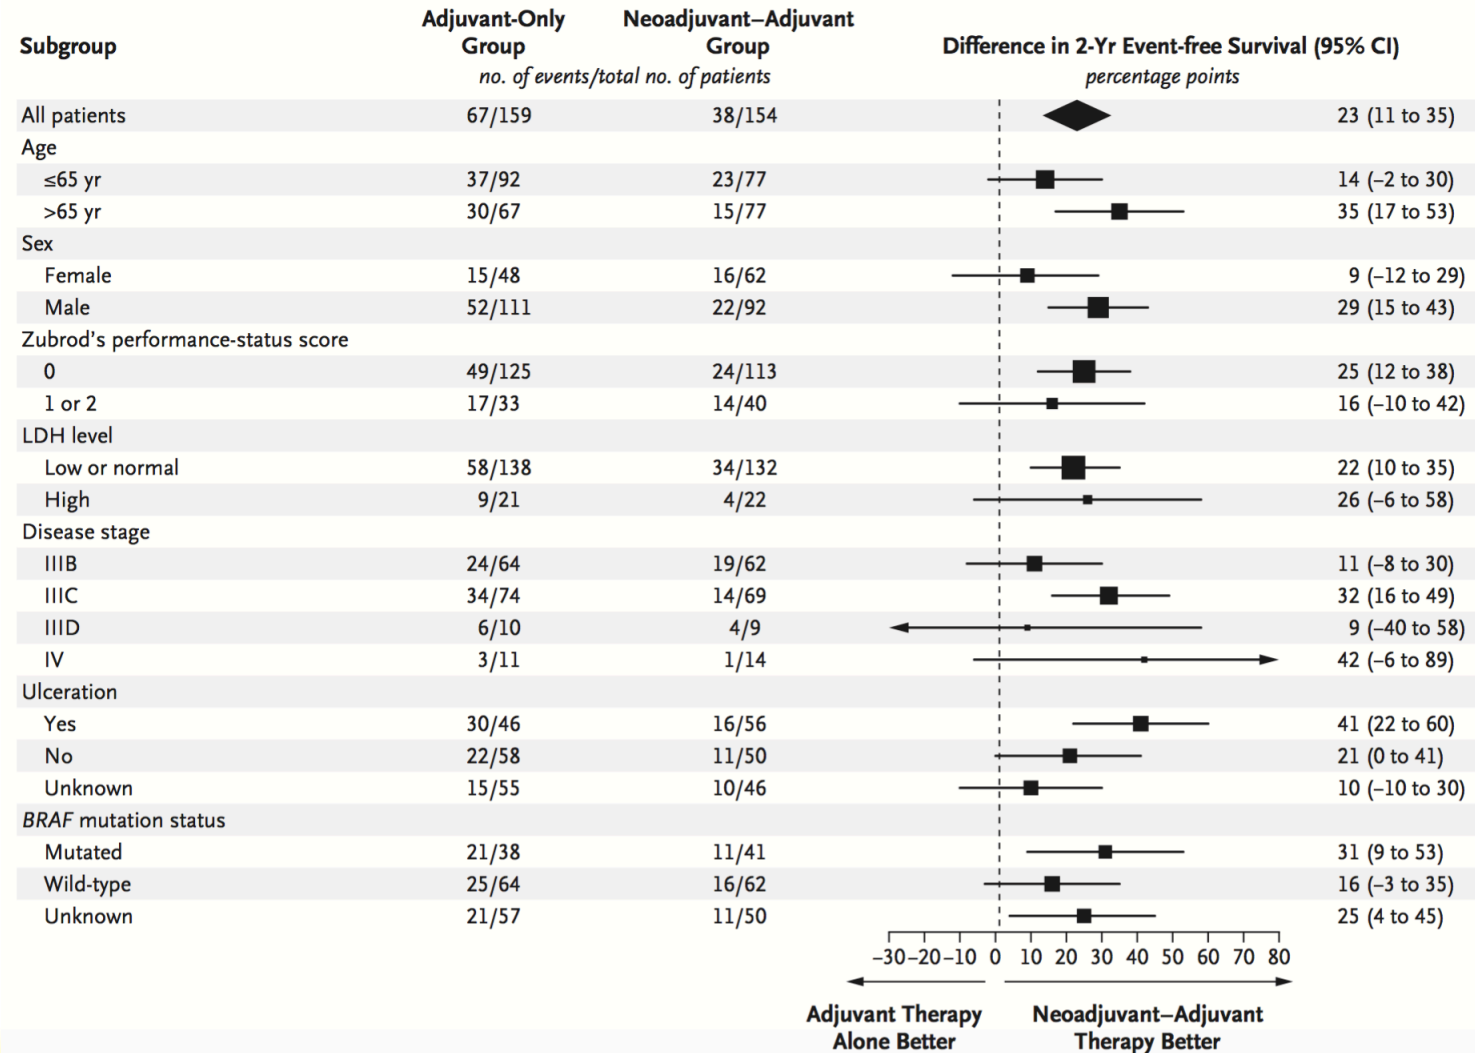 Adjuvant-Only Neoadjuvant–Adjuvant
Subgroup Group Group Difference in 2-Yr Event-free Survival (95% CI)
no. of events/total no. of patients percentage points
All patients 67/159 38/154 23 (11 to 35)
Age
≤65 yr 37/92 23/77 14 (–2 to 30)
>65 yr 30/67 15/77 35 (17 to 53)
Sex
Female 15/48 16/62 9 (–12 to 29)
Male 52/111 22/92 29 (15 to 43)
Zubrod’s performance-status score
0 49/125 24/113 25 (12 to 38)
1 or 2 17/33 14/40 16 (–10 to 42)
LDH level
Low or normal 58/138 34/132 22 (10 to 35)
High 9/21 4/22 26 (–6 to 58)
Disease stage
IIIB 24/64 19/62 11 (–8 to 30)
IIIC 34/74 14/69 32 (16 to 49)
IIID 6/10 4/9 9 (–40 to 58)
IV 3/11 1/14 42 (–6 to 89)
Ulceration
Yes 30/46 16/56 41 (22 to 60)
No 22/58 11/50 21 (0 to 41)
Unknown 15/55 10/46 10 (–10 to 30)
BRAF mutation status
Mutated 21/38 11/41 31 (9 to 53)
Wild-type 25/64 16/62 16 (–3 to 35)
Unknown 21/57 11/50 25 (4 to 45)
–30 –20 –10 0 10 20 30 40 50 60 70 80
Adjuvant Therapy Neoadjuvant–Adjuvant
Alone Better Therapy Better